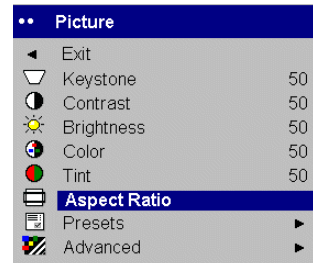 Picture
Exit
Keystone 50
Contrast 50
Brightness 50
Color 50
Tint 50
Aspect Ratio
Presets
Advanced